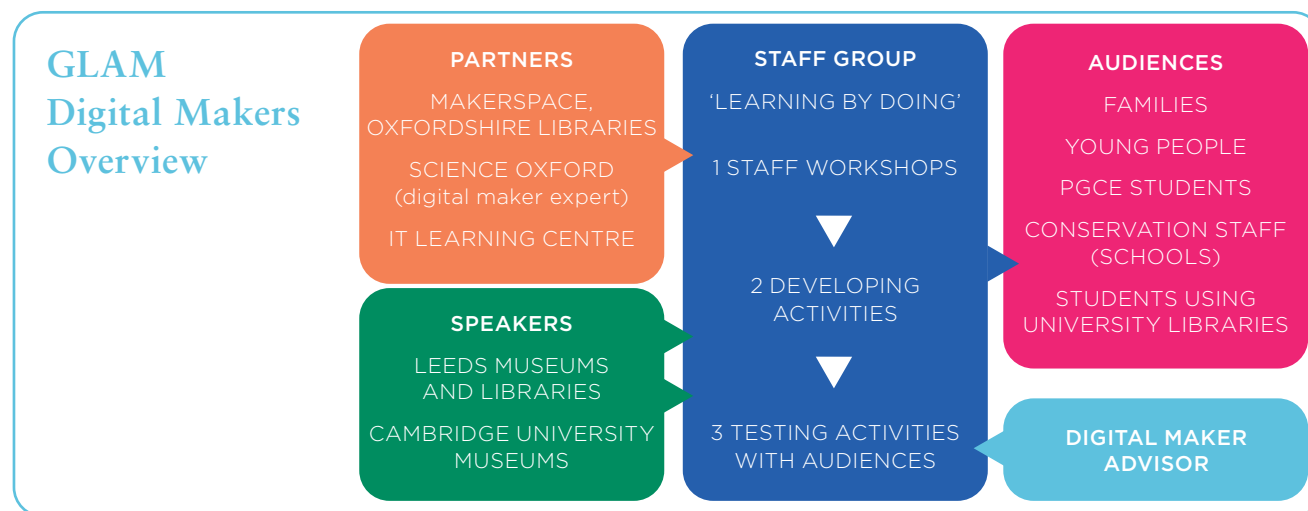 GLAM
Digital Makers
Overview
PARTNERS
MAKERSPACE,
OXFORDSHIRE LIBRARIES
SCIENCE OXFORD
(digital maker expert)
IT LEARNING CENTRE
SPEAKERS
LEEDS MUSEUMS
AND LIBRARIES
CAMBRIDGE UNIVERSITY
MUSEUMS
STAFF GROUP
‘LEARNING BY DOING’
1 STAFF WORKSHOPS
2 DEVELOPING
ACTIVITIES
3 TESTING ACTIVITIES
WITH AUDIENCES
AUDIENCES
FAMILIES
YOUNG PEOPLE
PGCE STUDENTS
CONSERVATION STAFF
(SCHOOLS)
STUDENTS USING
UNIVERSITY LIBRARIES
DIGITAL MAKER
ADVISOR